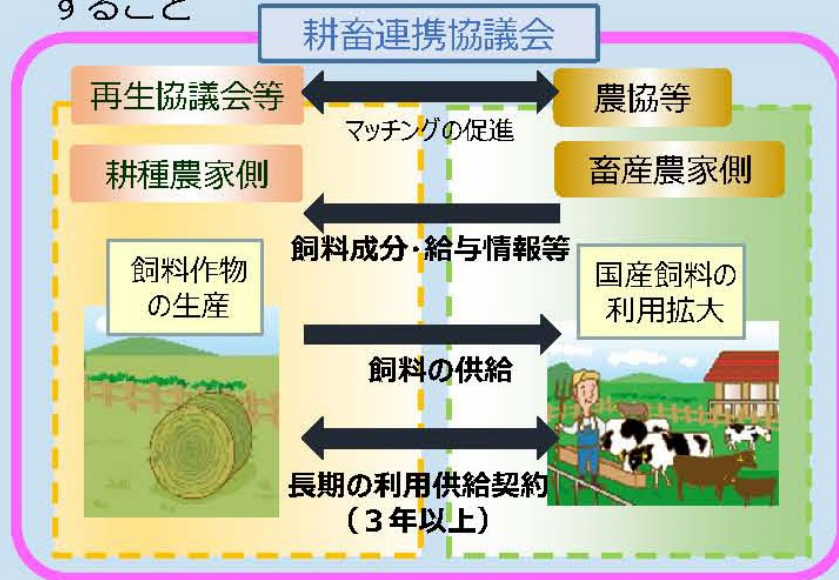 すること
耕畜連携協議会
再生協議会等
農協等
マッチングの促進
耕種農家側
畜産農家側
飼料成分・給与情報等
飼料作物
の生産
国産飼料の
利用拡大
飼料の供給
長期の利用供給契約
（３年以上）